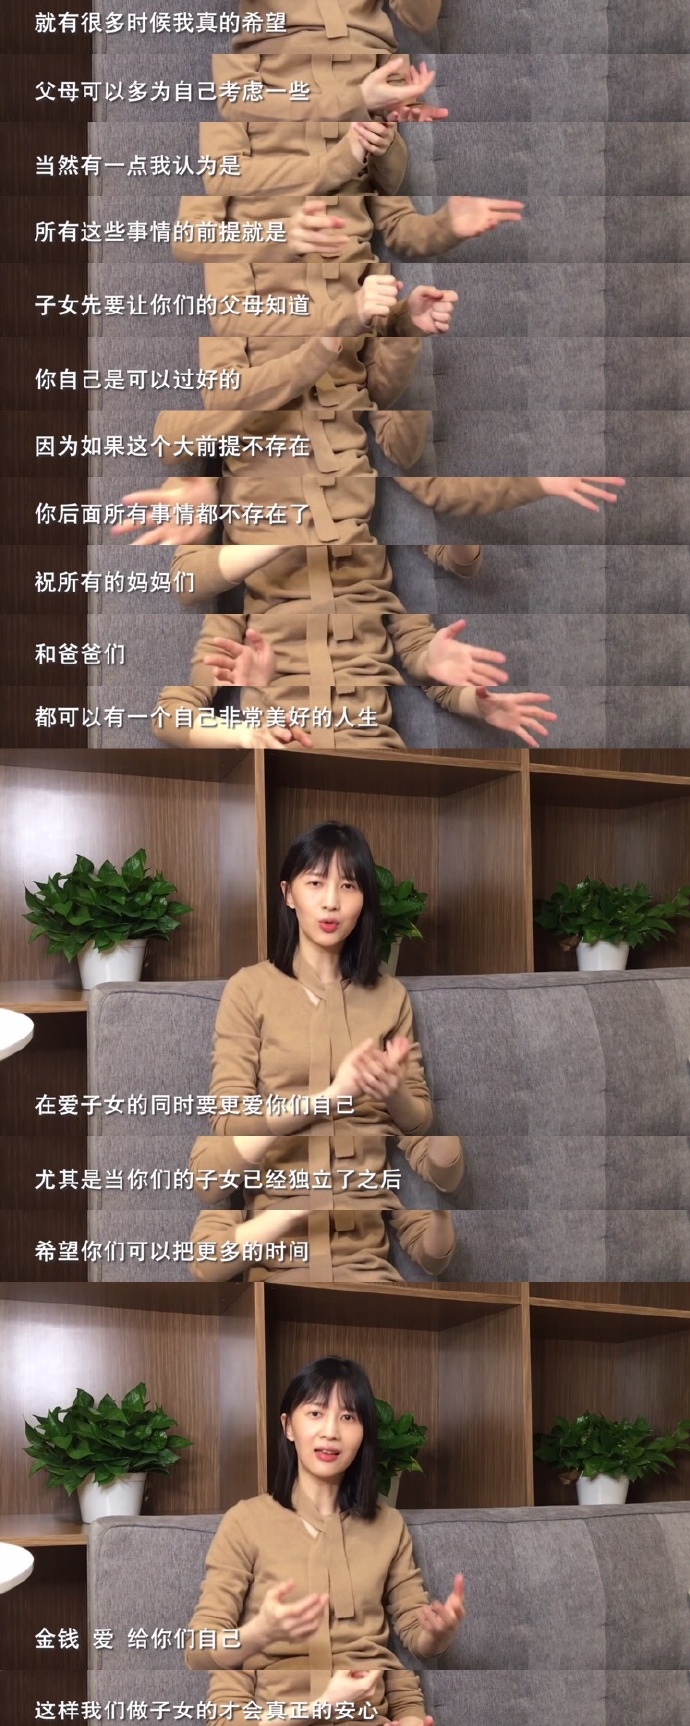 就有很多时候我真的希望
父母可以多为自己考虑一些
当然有一点我认为是
所有这些事情的前提就是
子女先要让你们的父母知道
你自己是可以过好的
因为如果这个大前提不存在
你后面所有事情都不存在了
祝所有的妈妈们
和爸爸们
都可以有一个自己非常美好的人生
在爱子女的同时要更爱你们自己
尤其是当你们的子女已经独立了之后
希望你们可以把更多的时间
金钱 爱 给你们自己
这样我们做子女的才会真正的安心